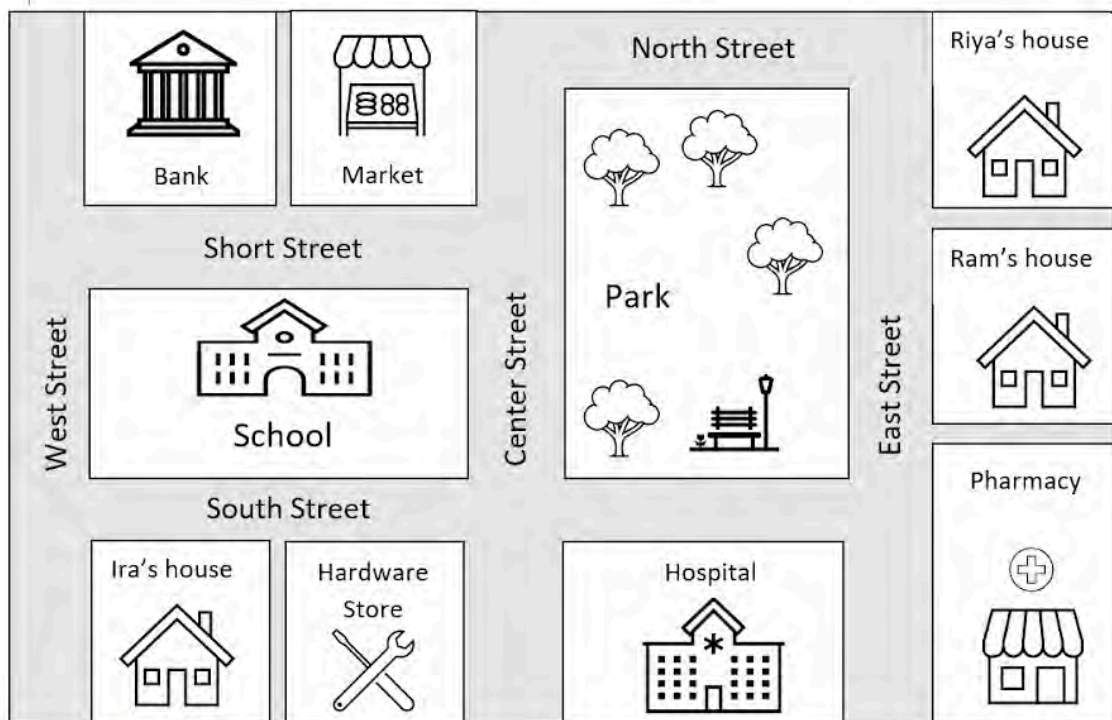 North Street
Riya's house
Bank
Market
Short Street
Ram's house
Park
West Street
Center Street
East Street
School
Pharmacy
South Street
Ira's house
Hardware
Store
Hospital